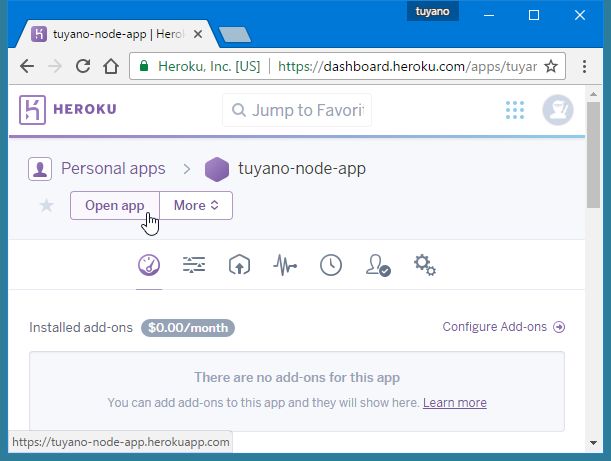 tuyano
tuyano-node-app | Herok
Heroku, Inc. [US] | https://dashboard.heroku.com/apps/tuyar
HEROKU
Jump to Favorit
Personal apps > tuyano-node-app
Open app More
Installed add-ons $0.00/month Configure Add-ons
There are no add-ons for this app
You can add add-ons to this app and they will show here. Learn more
https://tuyano-node-app.herokuapp.com